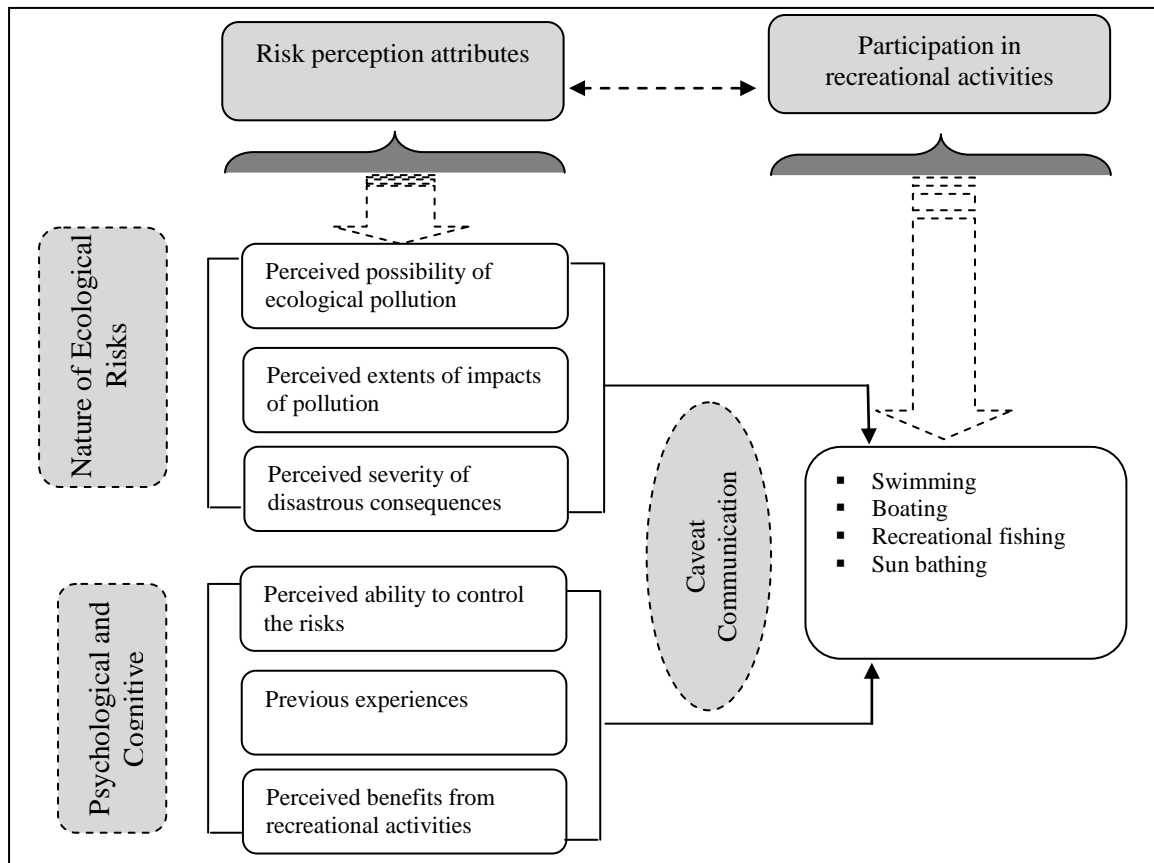 Risk perception attributes
Participation in
recreational activities
Nature of Ecological
Risks
Perceived possibility of
ecological pollution
Perceived extents of impacts
of pollution
Perceived severity of
disastrous consequences
Caveat
Communication
▪ Swimming
▪ Boating
▪ Recreational fishing
▪ Sun bathing
Psychological and
Cognitive
Perceived ability to control
the risks
Previous experiences
Perceived benefits from
recreational activities